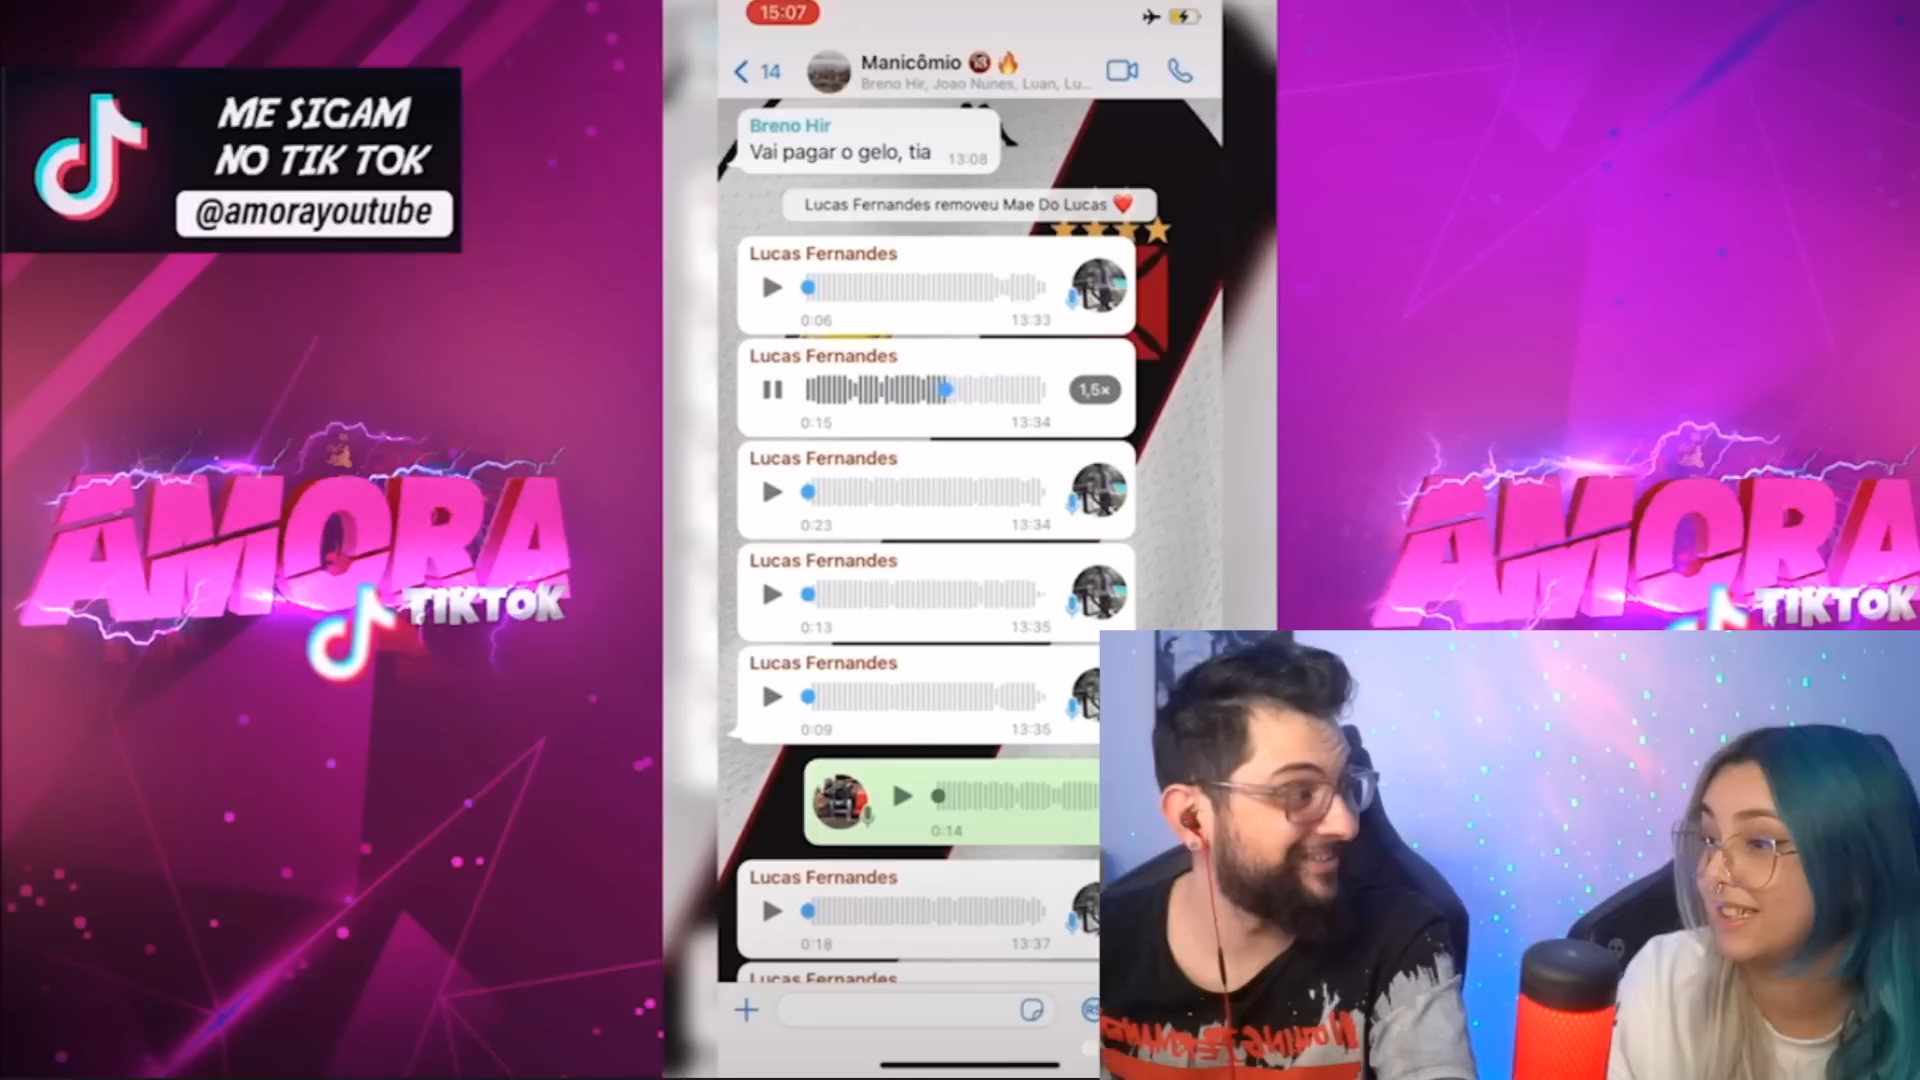 ME SIGAM
NO TIK TOK
@amorayoutube
AMORA
TIKTOK
15:07
14
Manicômio 🔞🔥
Breno Hir, Joao Nunes, Luan, Lu...
Breno Hir
Vai pagar o gelo, tia
13:08
Lucas Fernandes removeu Mae Do Lucas ❤️
Lucas Fernandes
0:06
13:33
Lucas Fernandes
1,5×
0:15
13:34
Lucas Fernandes
0:23
13:34
Lucas Fernandes
0:13
13:35
Lucas Fernandes
0:09
13:35
0:14
Lucas Fernandes
0:18
13:37
Lucas Fernandes
AMORA
TIKTOK